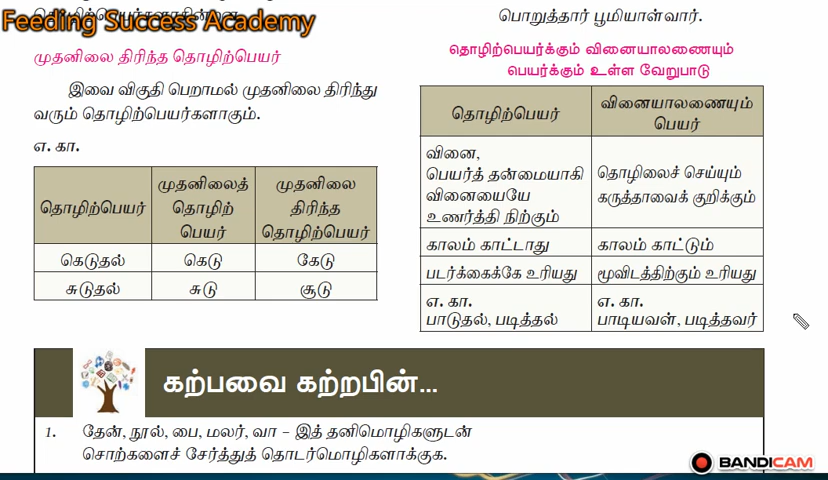 Feeding Success Academy
முதனிலை திரிந்த தொழிற்பெயர்
இவை விகுதி பெறாமல் முதனிலை திரிந்து
வரும் தொழிற்பெயர்களாகும்.
எ. கா.
தொழிற்பெயர்
முதனிலைத்
தொழிற்
பெயர்
முதனிலை
திரிந்த
தொழிற்பெயர்
கெடுதல் கெடு கேடு
சுடுதல் சுடு சூடு
பொறுத்தார் பூமியாள்வார்.
தொழிற்பெயர்க்கும் வினையாலணையும்
பெயர்க்கும் உள்ள வேறுபாடு
தொழிற்பெயர்
வினையாலணையும்
பெயர்
வினை,
பெயர்த் தன்மையாகி
வினையையே
உணர்த்தி நிற்கும்
தொழிலைச் செய்யும்
கருத்தாவைக் குறிக்கும்
காலம் காட்டாது காலம் காட்டும்
படர்க்கைக்கே உரியது மூவிடத்திற்கும் உரியது
எ. கா.
பாடுதல், படித்தல்
எ. கா.
பாடியவள், படித்தவர்
கற்பவை கற்றபின்...
1. தேன், நூல், பை, மலர், வா – இத் தனிமொழிகளுடன்
சொற்களைச் சேர்த்துத் தொடர்மொழிகளாக்குக.
BANDICAM